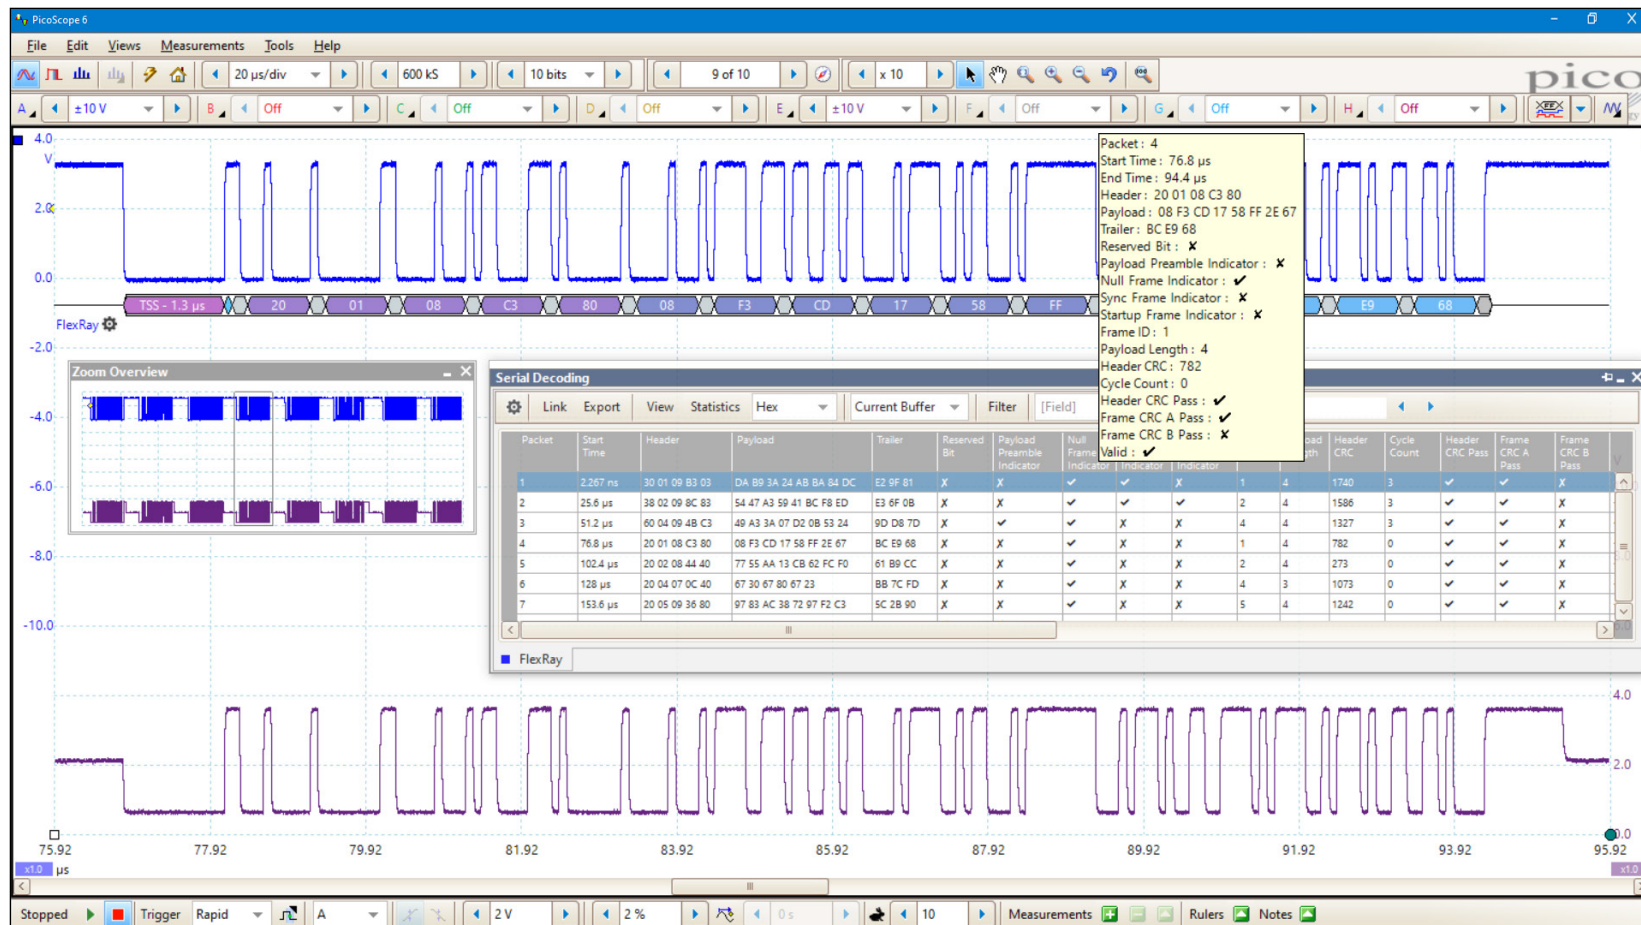 PicoScope 6
File Edit Views Measurements Tools Help
20 µs/div 600 kS 10 bits 9 of 10 x 10
pico
A ±10 V B Off C Off D Off E ±10 V F Off G Off H Off
4.0
V
2.0
0.0
-2.0
-4.0
-6.0
-8.0
-10.0
TSS - 1.3 µs 20 01 08 C3 80 08 F3 CD 17 58 FF E9 68
FlexRay
Packet : 4
Start Time : 76.8 µs
End Time : 94.4 µs
Header : 20 01 08 C3 80
Payload : 08 F3 CD 17 58 FF 2E 67
Trailer : BC E9 68
Reserved Bit : ✘
Payload Preamble Indicator : ✘
Null Frame Indicator : ✔
Sync Frame Indicator : ✘
Startup Frame Indicator : ✘
Frame ID : 1
Payload Length : 4
Header CRC : 782
Cycle Count : 0
Header CRC Pass : ✔
Frame CRC A Pass : ✔
Frame CRC B Pass : ✘
Valid : ✔
Zoom Overview
Serial Decoding
Link Export View Statistics Hex Current Buffer Filter [Field]
Packet Start Time Header Payload Trailer Reserved Bit Payload Preamble Indicator Null Frame Indicator Indicator Indicator Header CRC Cycle Count Header CRC Pass Frame CRC A Pass Frame CRC B Pass
1 2.267 ns 30 01 09 B3 03 DA B9 3A 24 AB BA 84 DC E2 9F 81 X X ✓ ✓ X 1 4 1740 3 ✓ ✓ X
2 25.6 µs 38 02 09 8C 83 54 47 A3 59 41 BC F8 ED E3 6F 0B X X ✓ ✓ ✓ 2 4 1586 3 ✓ ✓ X
3 51.2 µs 60 04 09 4B C3 49 A3 3A 07 D2 0B 53 24 9D D8 7D X ✓ ✓ X X 4 4 1327 3 ✓ ✓ X
4 76.8 µs 20 01 08 C3 80 08 F3 CD 17 58 FF 2E 67 BC E9 68 X X ✓ X X 1 4 782 0 ✓ ✓ X
5 102.4 µs 20 02 08 44 40 77 55 AA 13 CB 62 FC F0 61 B9 CC X X ✓ X X 2 4 273 0 ✓ ✓ X
6 128 µs 20 04 07 0C 40 67 30 67 80 67 23 BB 7C FD X X ✓ X X 4 3 1073 0 ✓ ✓ X
7 153.6 µs 20 05 09 36 80 97 83 AC 38 72 97 F2 C3 5C 2B 90 X X ✓ X X 5 4 1242 0 ✓ ✓ X
FlexRay
4.0
2.0
0.0
75.92 77.92 79.92 81.92 83.92 85.92 87.92 89.92 91.92 93.92 95.92
x1.0 µs x1.0
Stopped Trigger Rapid A 2 V 2 % 0 s 10 Measurements Rulers Notes